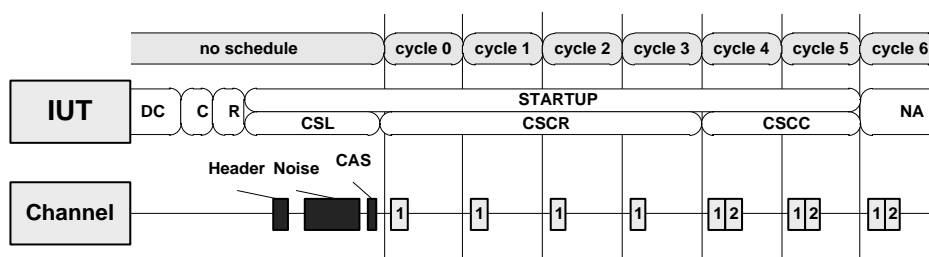 no schedule cycle 0 cycle 1 cycle 2 cycle 3 cycle 4 cycle 5 cycle 6
IUT DC C R STARTUP NA
CSL CSCR CSCC
Header Noise CAS
Channel 1 1 1 1 1 2 1 2 1 2